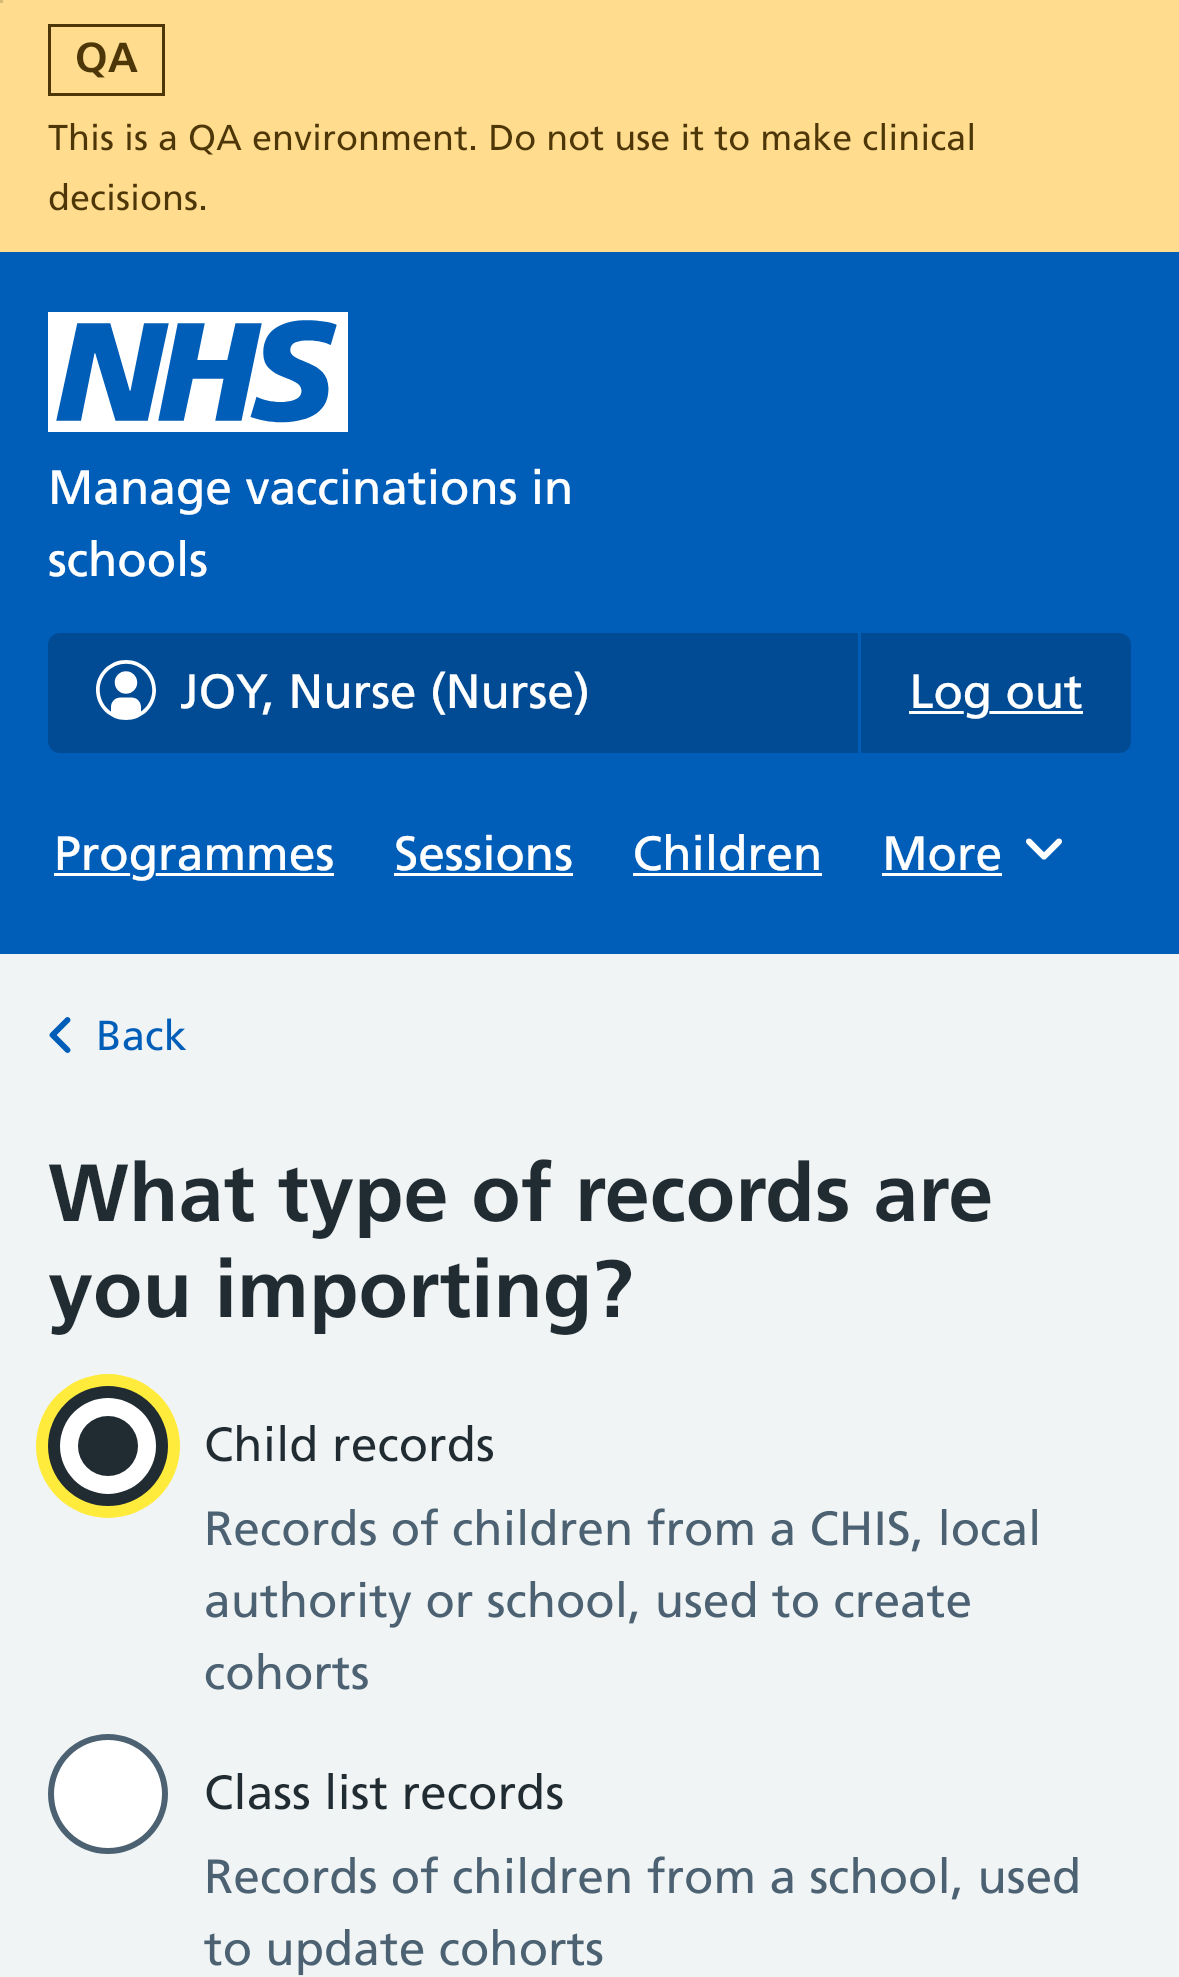 QA
This is a QA environment. Do not use it to make clinical
decisions.
NHS
Manage vaccinations in
schools
JOY, Nurse (Nurse)
Log out
Programmes
Sessions
Children
More
Back
What type of records are
you importing?
Child records
Records of children from a CHIS, local
authority or school, used to create
cohorts
Class list records
Records of children from a school, used
to update cohorts